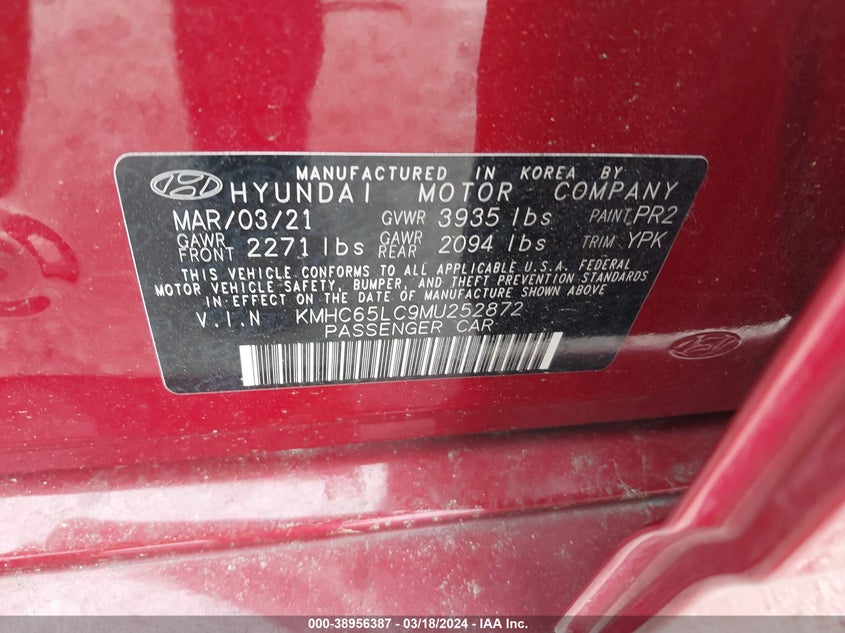 MANUFACTURED IN KOREA BY
HYUNDAI MOTOR COMPANY
MAR/03/21 GVWR 3935 lbs PAINT PR2
GAWR FRONT 2271 lbs GAWR REAR 2094 lbs TRIM YPK
THIS VEHICLE CONFORMS TO ALL APPLICABLE U.S.A. FEDERAL
MOTOR VEHICLE SAFETY, BUMPER, AND THEFT PREVENTION STANDARDS
IN EFFECT ON THE DATE OF MANUFACTURE SHOWN ABOVE
V.I.N KMHC65LC9MU252872
PASSENGER CAR
000-38956387 - 03/18/2024 - IAA Inc.